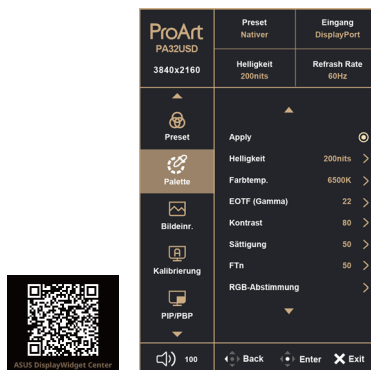 ProArt
PA32USD
3840x2160
Preset
Nativer
Eingang
DisplayPort
Helligkeit
200nits
Refrash Rate
60Hz
Preset
Palette
Bildeinr.
Kalibrierung
PIP/PBP
Apply
Helligkeit 200nits
Farbtemp. 6500K
EOTF (Gamma) 22
Kontrast 80
Sättigung 50
FTn 50
RGB-Abstimmung
100
Back
Enter
Exit
ASUS DisplayWidget Center